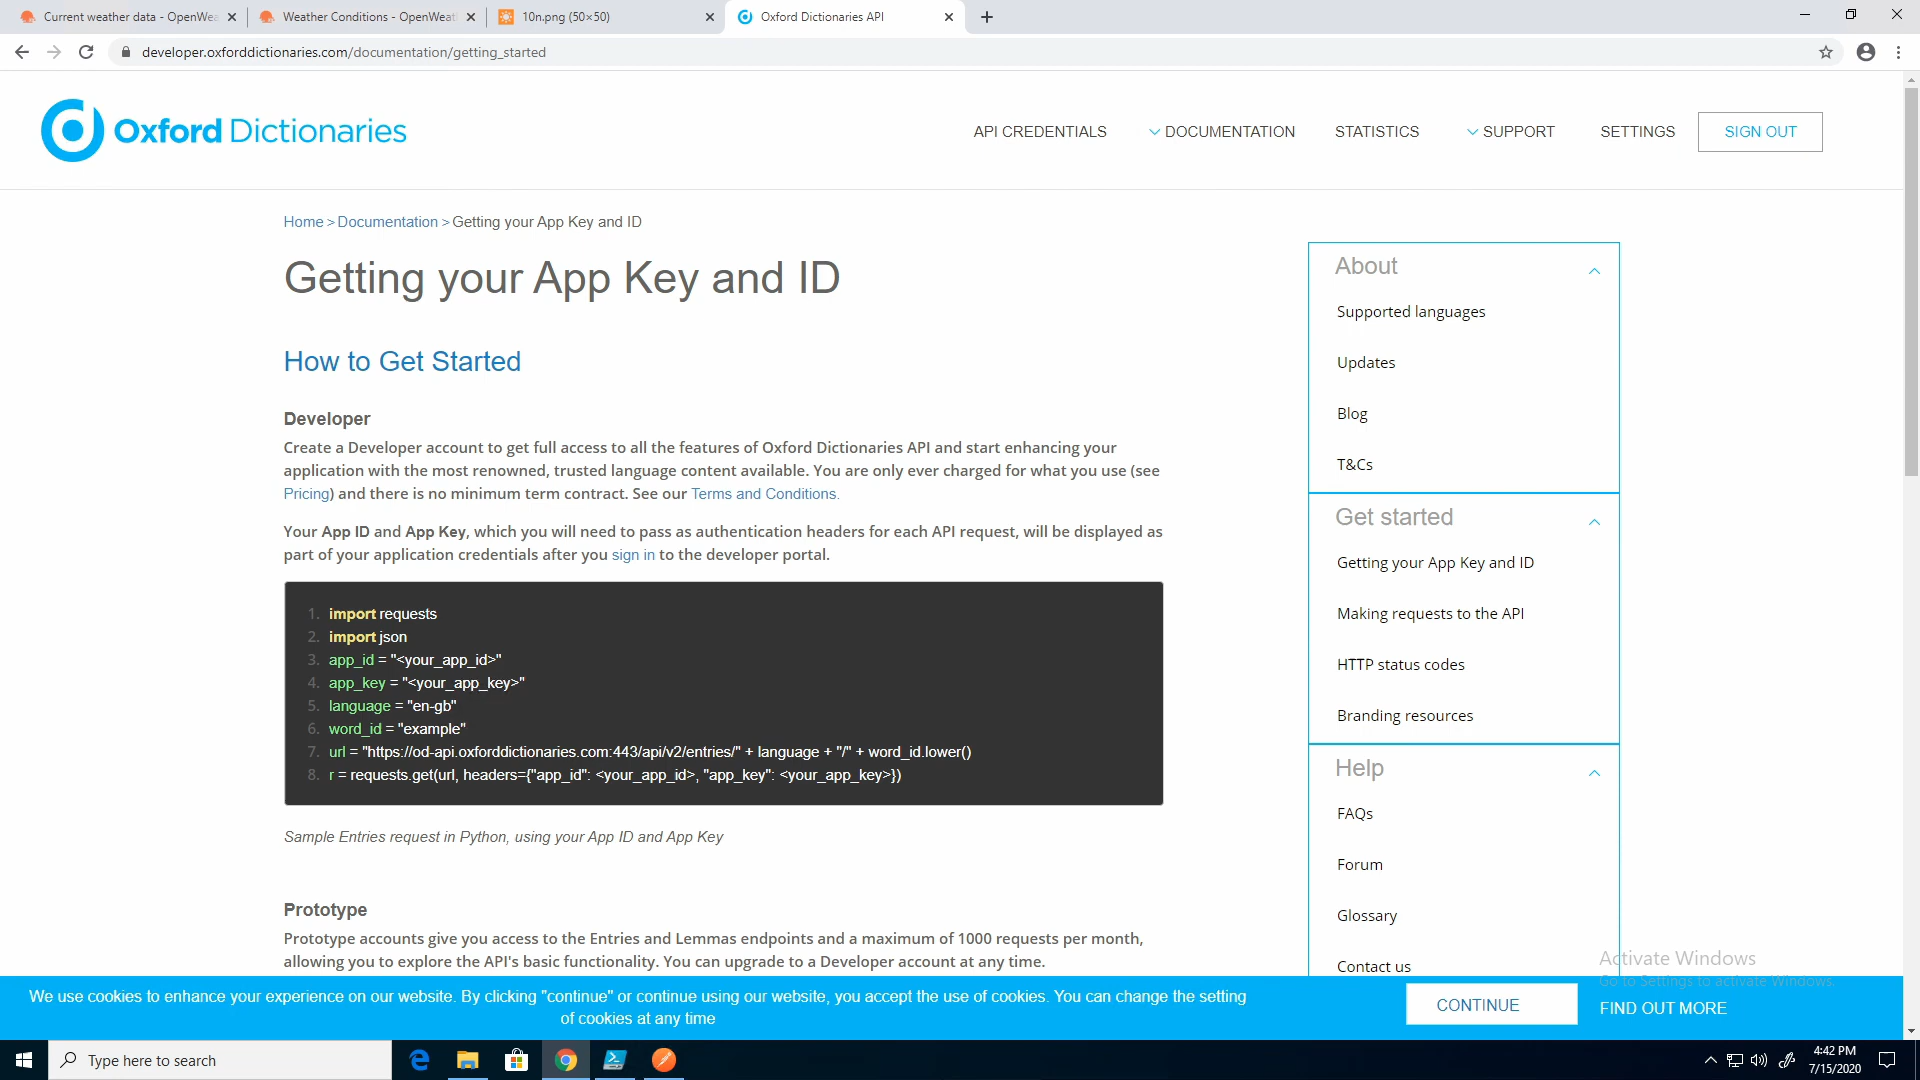 Current weather data - OpenWea
Weather Conditions - OpenWeat
10n.png (50×50)
Oxford Dictionaries API
developer.oxforddictionaries.com/documentation/getting_started
Oxford Dictionaries
API CREDENTIALS
DOCUMENTATION
STATISTICS
SUPPORT
SETTINGS
SIGN OUT
Home > Documentation > Getting your App Key and ID
Getting your App Key and ID
How to Get Started
Developer
Create a Developer account to get full access to all the features of Oxford Dictionaries API and start enhancing your
application with the most renowned, trusted language content available. You are only ever charged for what you use (see
Pricing) and there is no minimum term contract. See our Terms and Conditions.
Your App ID and App Key, which you will need to pass as authentication headers for each API request, will be displayed as
part of your application credentials after you sign in to the developer portal.
1. import requests
2. import json
3. app_id = "<your_app_id>"
4. app_key = "<your_app_key>"
5. language = "en-gb"
6. word_id = "example"
7. url = "https://od-api.oxforddictionaries.com:443/api/v2/entries/" + language + "/" + word_id.lower()
8. r = requests.get(url, headers={"app_id": <your_app_id>, "app_key": <your_app_key>})
Sample Entries request in Python, using your App ID and App Key
Prototype
Prototype accounts give you access to the Entries and Lemmas endpoints and a maximum of 1000 requests per month,
allowing you to explore the API's basic functionality. You can upgrade to a Developer account at any time.
About
Supported languages
Updates
Blog
T&Cs
Get started
Getting your App Key and ID
Making requests to the API
HTTP status codes
Branding resources
Help
FAQs
Forum
Glossary
Contact us
Activate Windows
Go to Settings to activate Windows.
We use cookies to enhance your experience on our website. By clicking "continue" or continue using our website, you accept the use of cookies. You can change the setting
of cookies at any time
CONTINUE
FIND OUT MORE
Type here to search
4:42 PM
7/15/2020